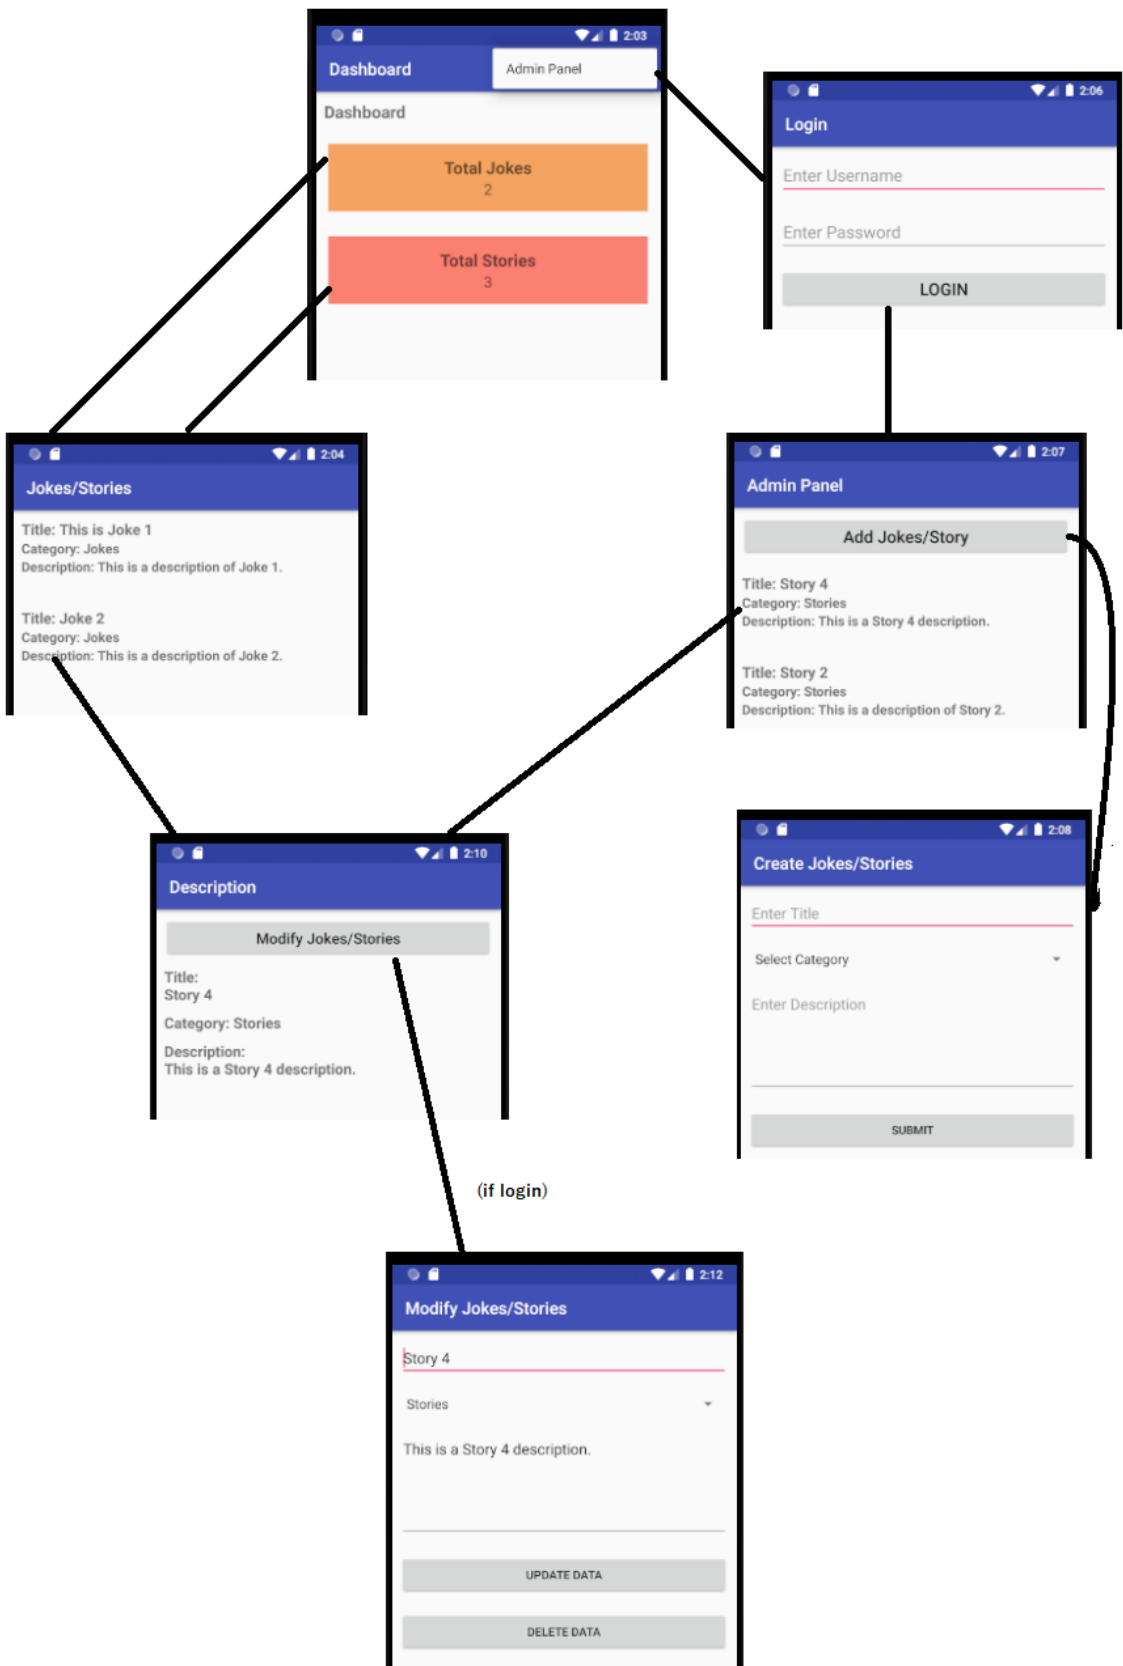 2:03
Dashboard
Admin Panel
Dashboard
Total Jokes
2
Total Stories
3
2:06
Login
Enter Username
Enter Password
LOGIN
2:04
Jokes/Stories
Title: This is Joke 1
Category: Jokes
Description: This is a description of Joke 1.
Title: Joke 2
Category: Jokes
Description: This is a description of Joke 2.
2:07
Admin Panel
Add Jokes/Story
Title: Story 4
Category: Stories
Description: This is a Story 4 description.
Title: Story 2
Category: Stories
Description: This is a description of Story 2.
2:10
Description
Modify Jokes/Stories
Title:
Story 4
Category: Stories
Description:
This is a Story 4 description.
2:08
Create Jokes/Stories
Enter Title
Select Category
Enter Description
SUBMIT
(if login)
2:12
Modify Jokes/Stories
Story 4
Stories
This is a Story 4 description.
UPDATE DATA
DELETE DATA